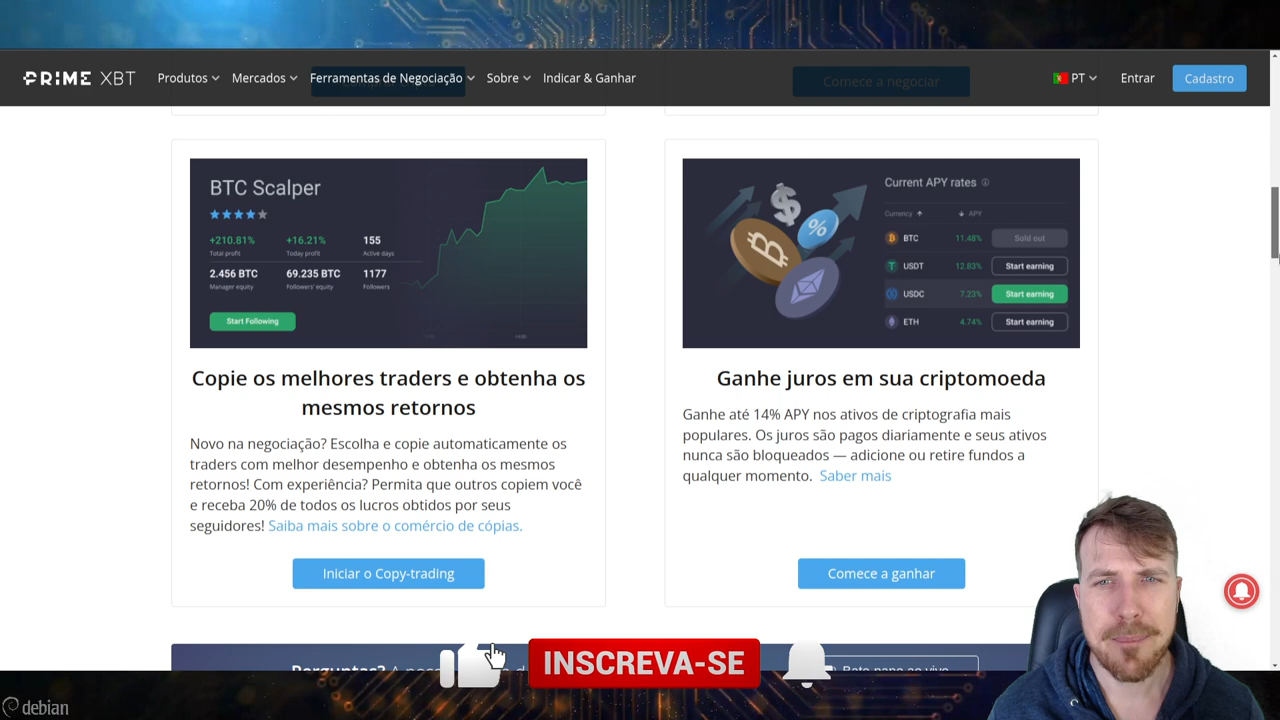 PRIME XBT
Produtos
Mercados
Ferramentas de Negociação
Sobre
Indicar & Ganhar
PT
Entrar
Cadastro
Comece a negociar
BTC Scalper
+210.81% +16.21% 155
Total profit Today profit Active days
2.456 BTC 69.235 BTC 1177
Manager equity Followers' equity Followers
Start Following
Copie os melhores traders e obtenha os
mesmos retornos
Novo na negociação? Escolha e copie automaticamente os
traders com melhor desempenho e obtenha os mesmos
retornos! Com experiência? Permita que outros copiem você
e receba 20% de todos os lucros obtidos por seus
seguidores! Saiba mais sobre o comércio de cópias.
Iniciar o Copy-trading
Current APY rates
Currency APY
BTC 11.48% Sold out
USDT 12.83% Start earning
USDC 7.23% Start earning
ETH 4.74% Start earning
Ganhe juros em sua criptomoeda
Ganhe até 14% APY nos ativos de criptografia mais
populares. Os juros são pagos diariamente e seus ativos
nunca são bloqueados — adicione ou retire fundos a
qualquer momento. Saber mais
Comece a ganhar
Perguntas?
INSCREVA-SE
debian